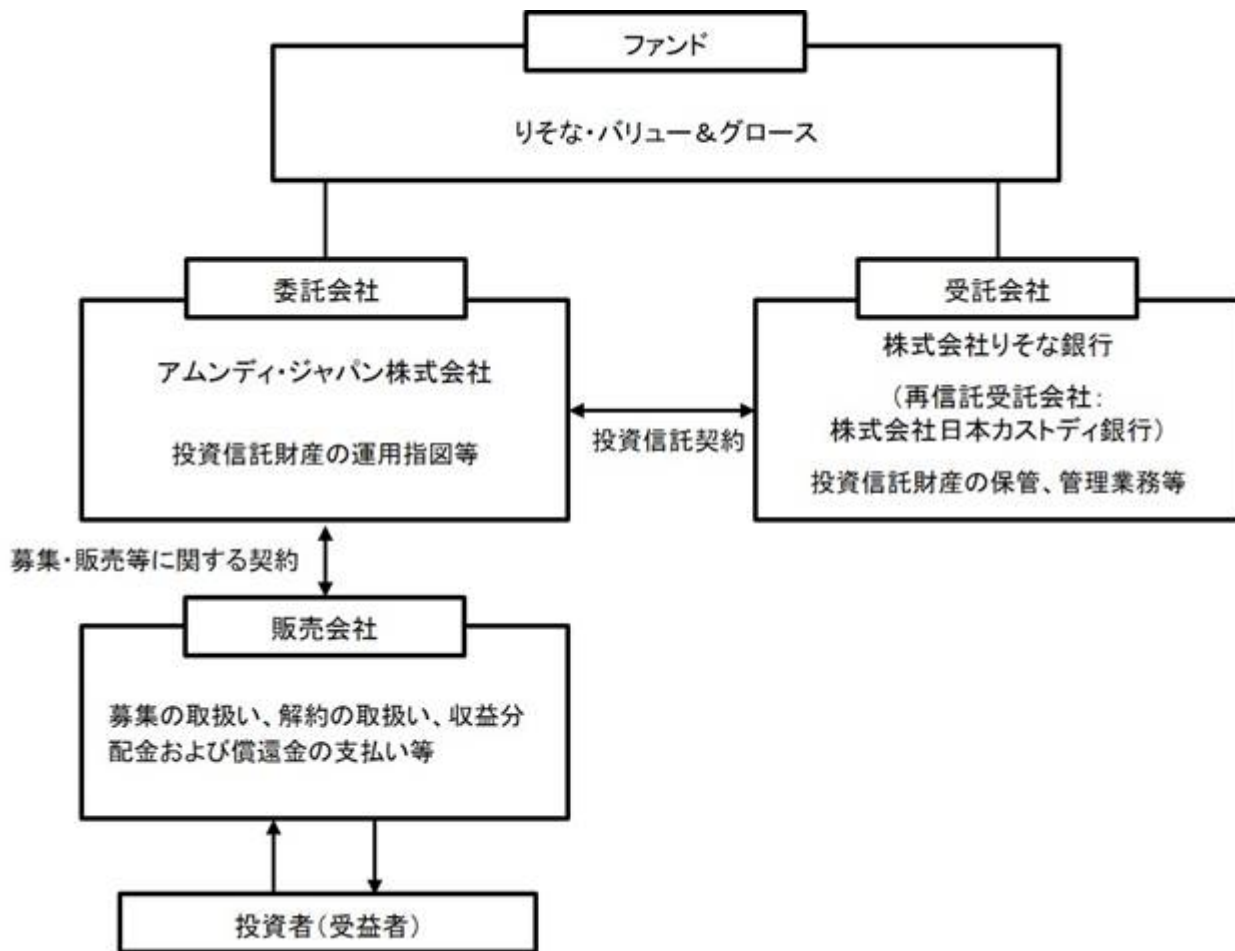 ファンド
りそな・バリュー＆グロース
委託会社
アムンディ・ジャパン株式会社
投資信託財産の運用指図等
投資信託契約
受託会社
株式会社りそな銀行
（再信託受託会社：
株式会社日本カストディ銀行）
投資信託財産の保管、管理業務等
募集・販売等に関する契約
販売会社
募集の取扱い、解約の取扱い、収益分
配金および償還金の支払い等
投資者（受益者）